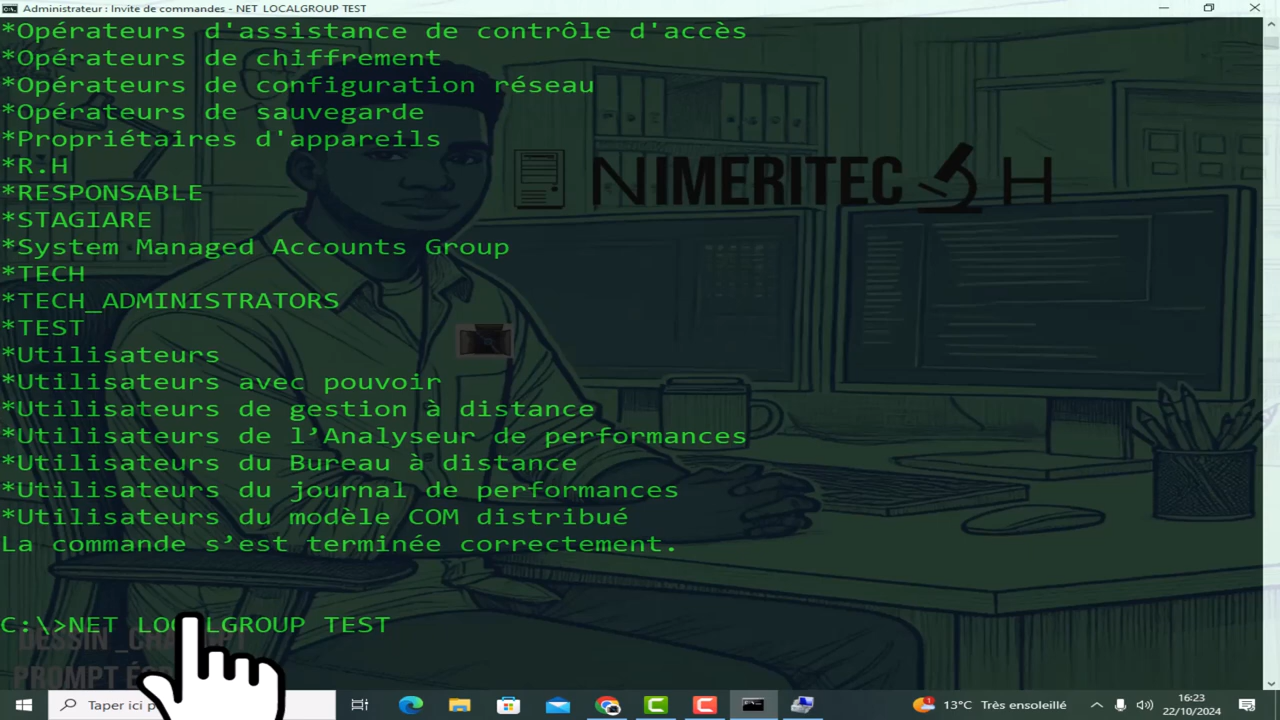 Administrateur : Invite de commandes - NET LOCALGROUP TEST
*Opérateurs d'assistance de contrôle d'accès
*Opérateurs de chiffrement
*Opérateurs de configuration réseau
*Opérateurs de sauvegarde
*Propriétaires d'appareils
*R.H
*RESPONSABLE
*STAGIARE
*System Managed Accounts Group
*TECH
*TECH_ADMINISTRATORS
*TEST
*Utilisateurs
*Utilisateurs avec pouvoir
*Utilisateurs de gestion à distance
*Utilisateurs de l’Analyseur de performances
*Utilisateurs du Bureau à distance
*Utilisateurs du journal de performances
*Utilisateurs du modèle COM distribué
La commande s’est terminée correctement.
NIMERITEC H
C:\>NET LOCALGROUP TEST
DESSIN
PROMPT
Taper ici
13°C Très ensoleillé
16:23
22/10/2024